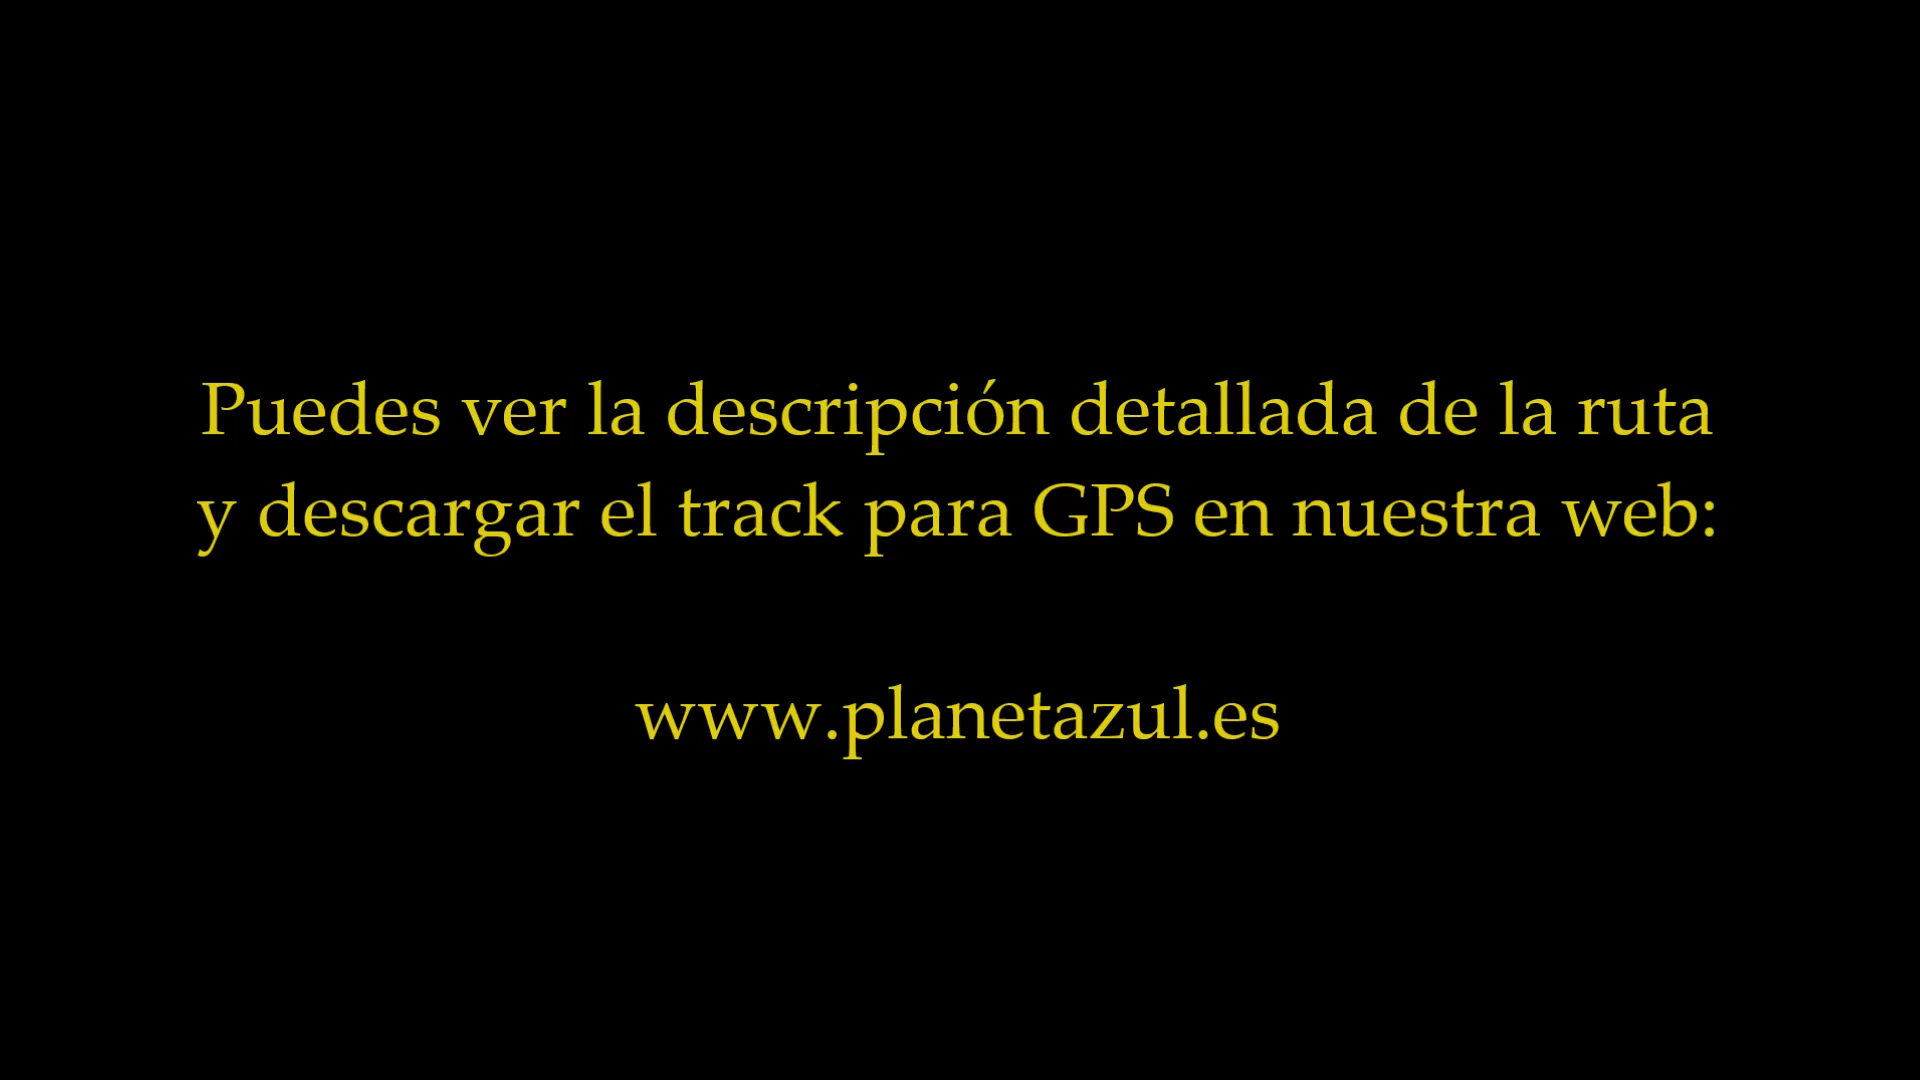 Puedes ver la descripción detallada de la ruta
y descargar el track para GPS en nuestra web:
www.planetazul.es